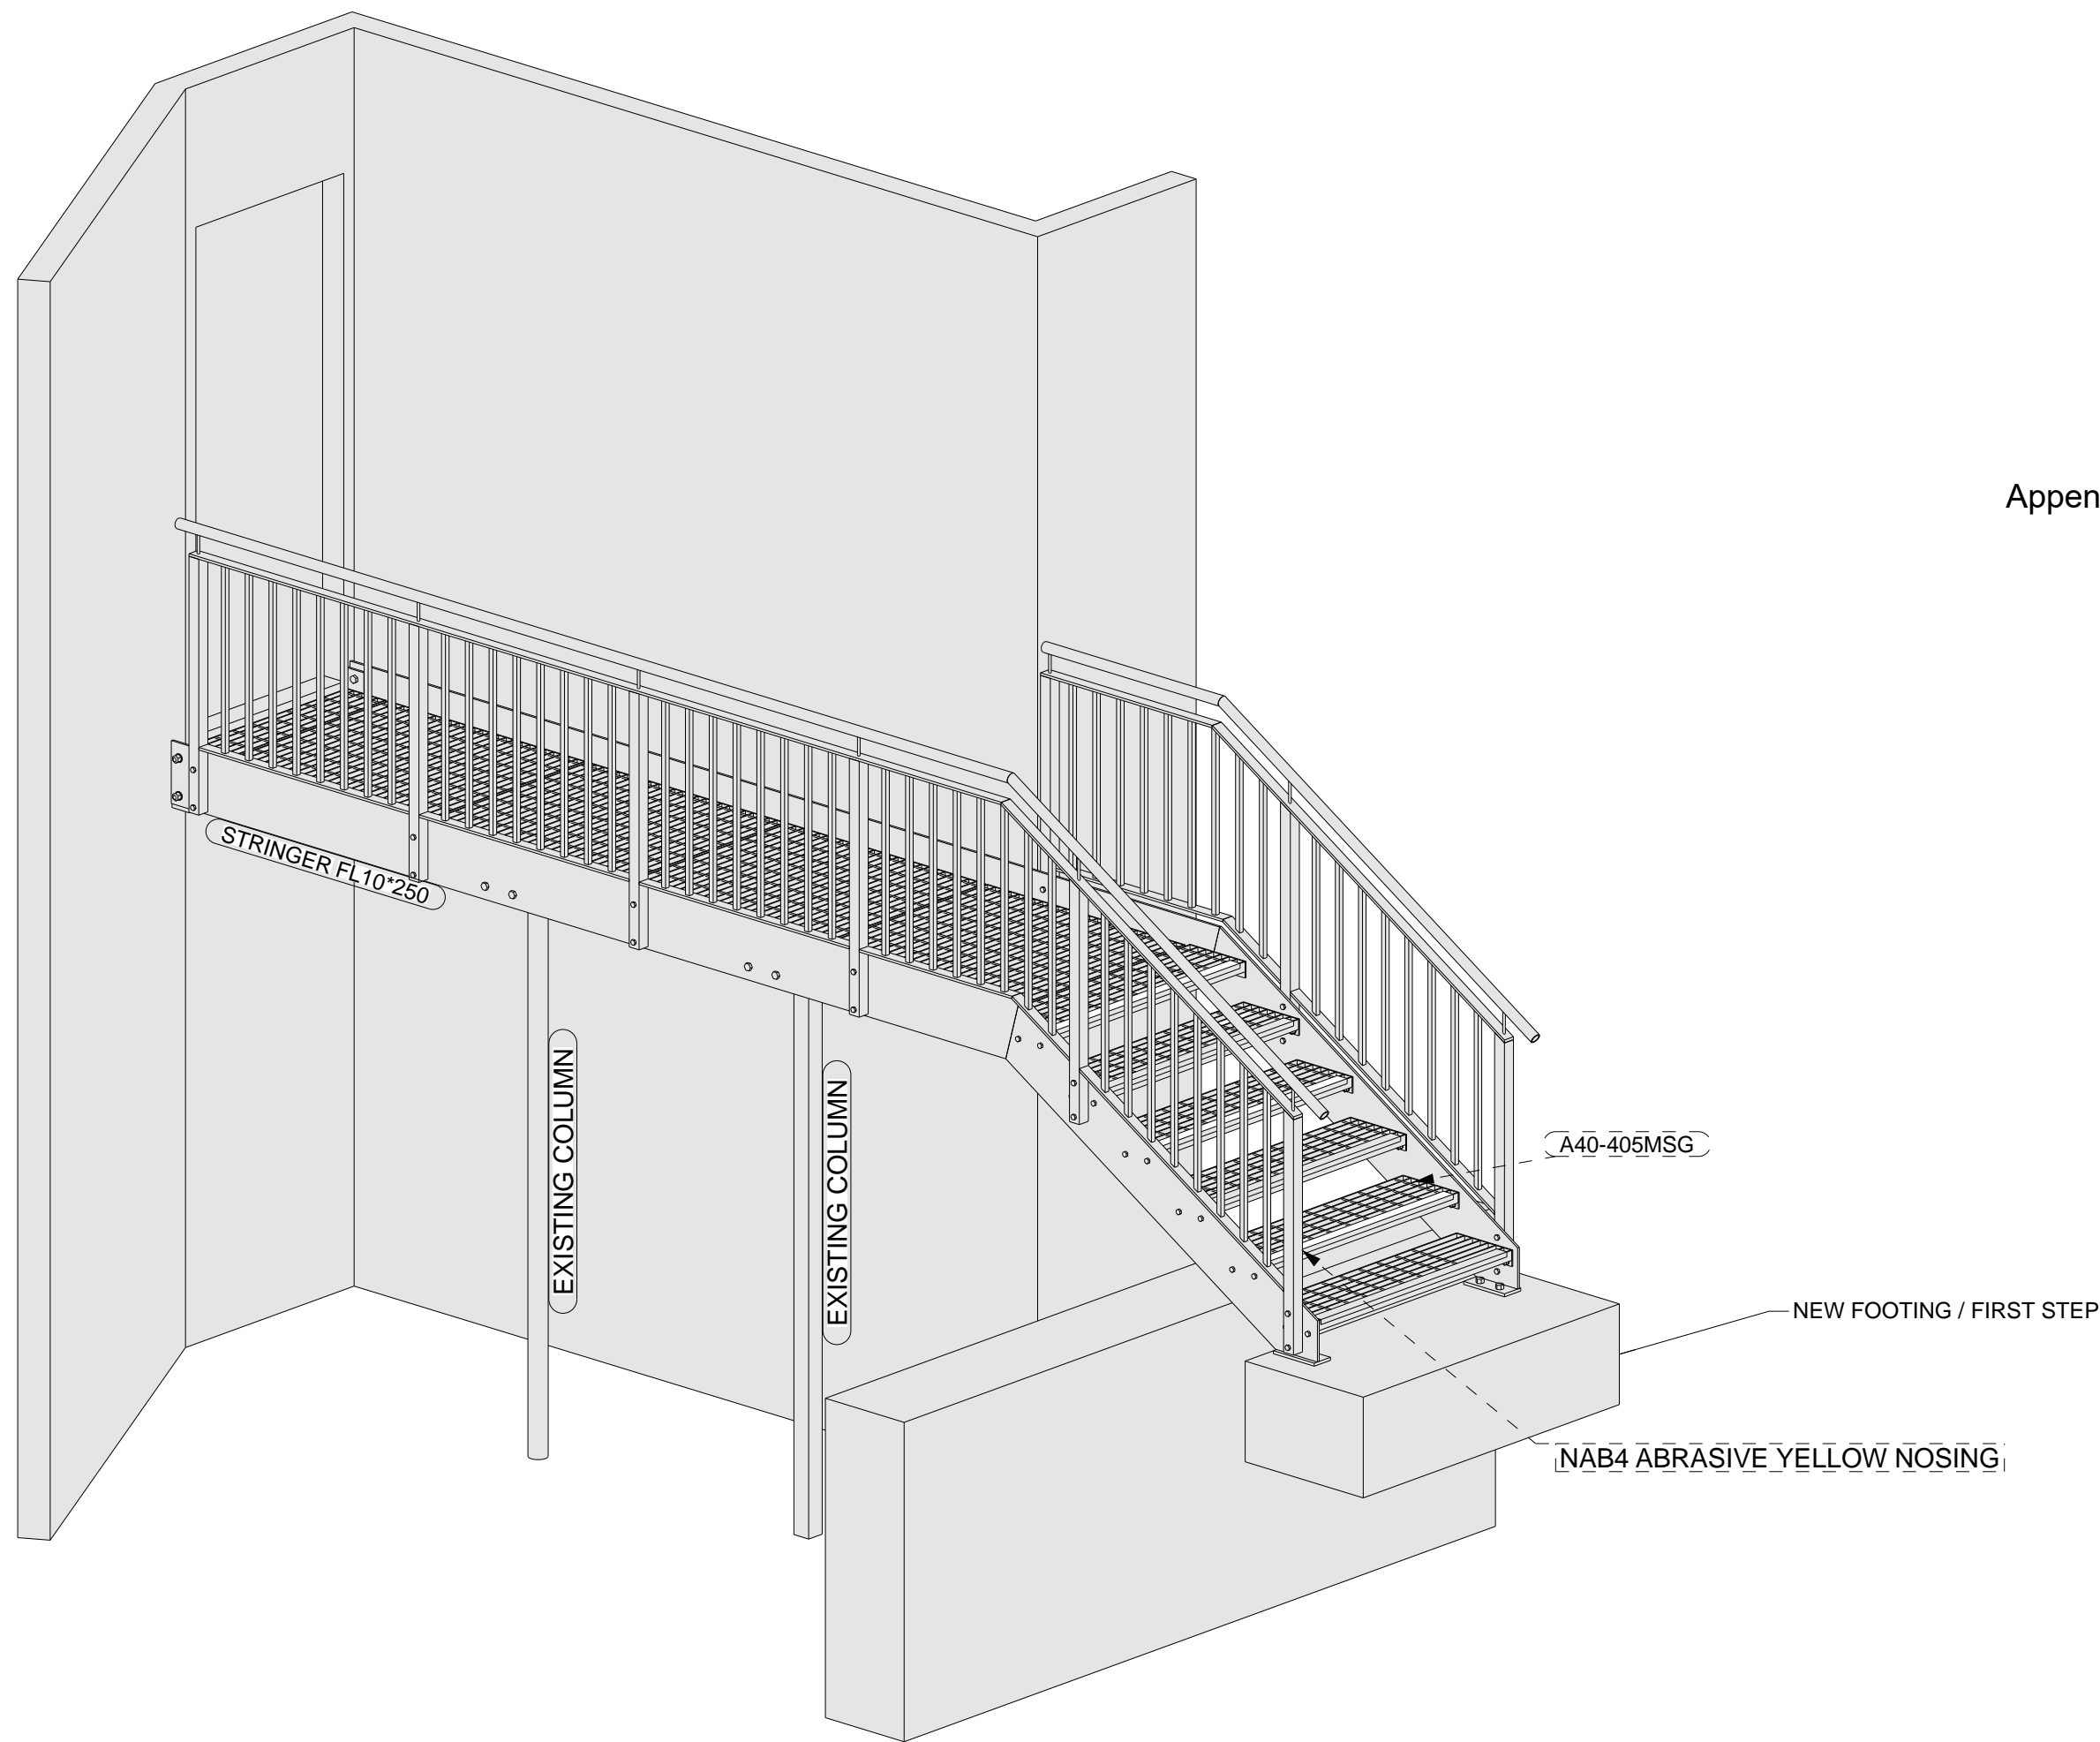 Appen
STRINGER FL10*250
EXISTING COLUMN
EXISTING COLUMN
A40-405MSG
NEW FOOTING / FIRST STEP
NAB4 ABRASIVE YELLOW NOSING